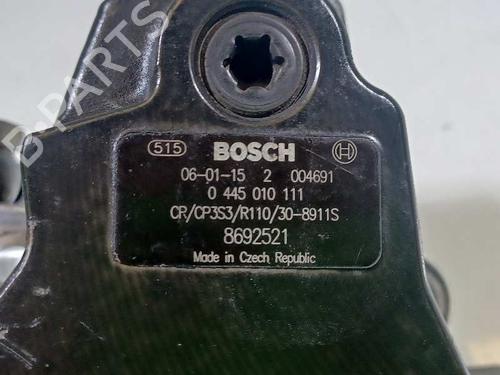 B-PARTS
515 BOSCH
06-01-15 2 004691
0 445 010 111
CR/CP3S3/R110/30-8911S
8692521
Made in Czech Republic